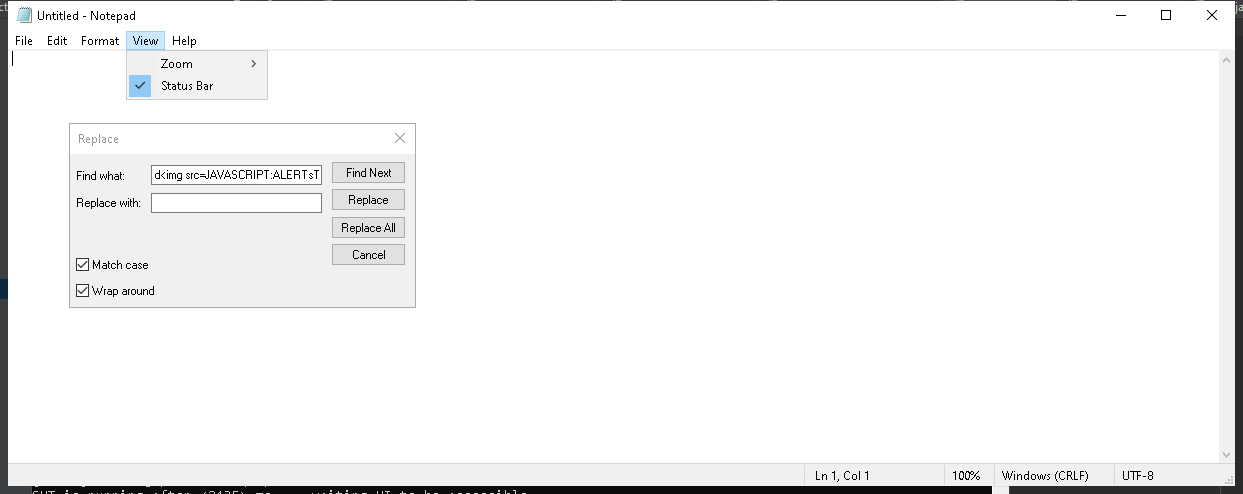 Untitled - Notepad
File Edit Format View Help
Zoom
Status Bar
Replace
Find what: d<img src=JAVASCRIPT:ALERTsT Find Next
Replace with: Replace
Replace All
Cancel
Match case
Wrap around
Ln 1, Col 1 100% Windows (CRLF) UTF-8